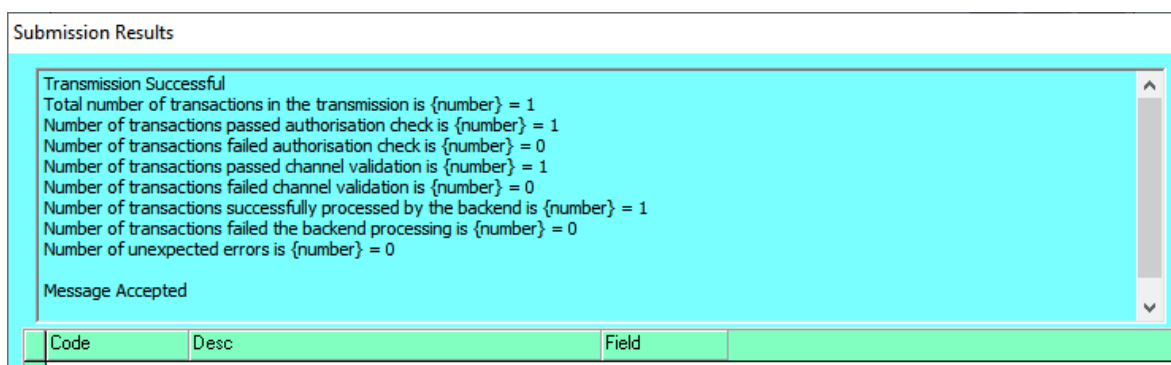 Submission Results
Transmission Successful
Total number of transactions in the transmission is {number} = 1
Number of transactions passed authorisation check is {number} = 1
Number of transactions failed authorisation check is {number} = 0
Number of transactions passed channel validation is {number} = 1
Number of transactions failed channel validation is {number} = 0
Number of transactions successfully processed by the backend is {number} = 1
Number of transactions failed the backend processing is {number} = 0
Number of unexpected errors is {number} = 0
Message Accepted
Code Desc Field